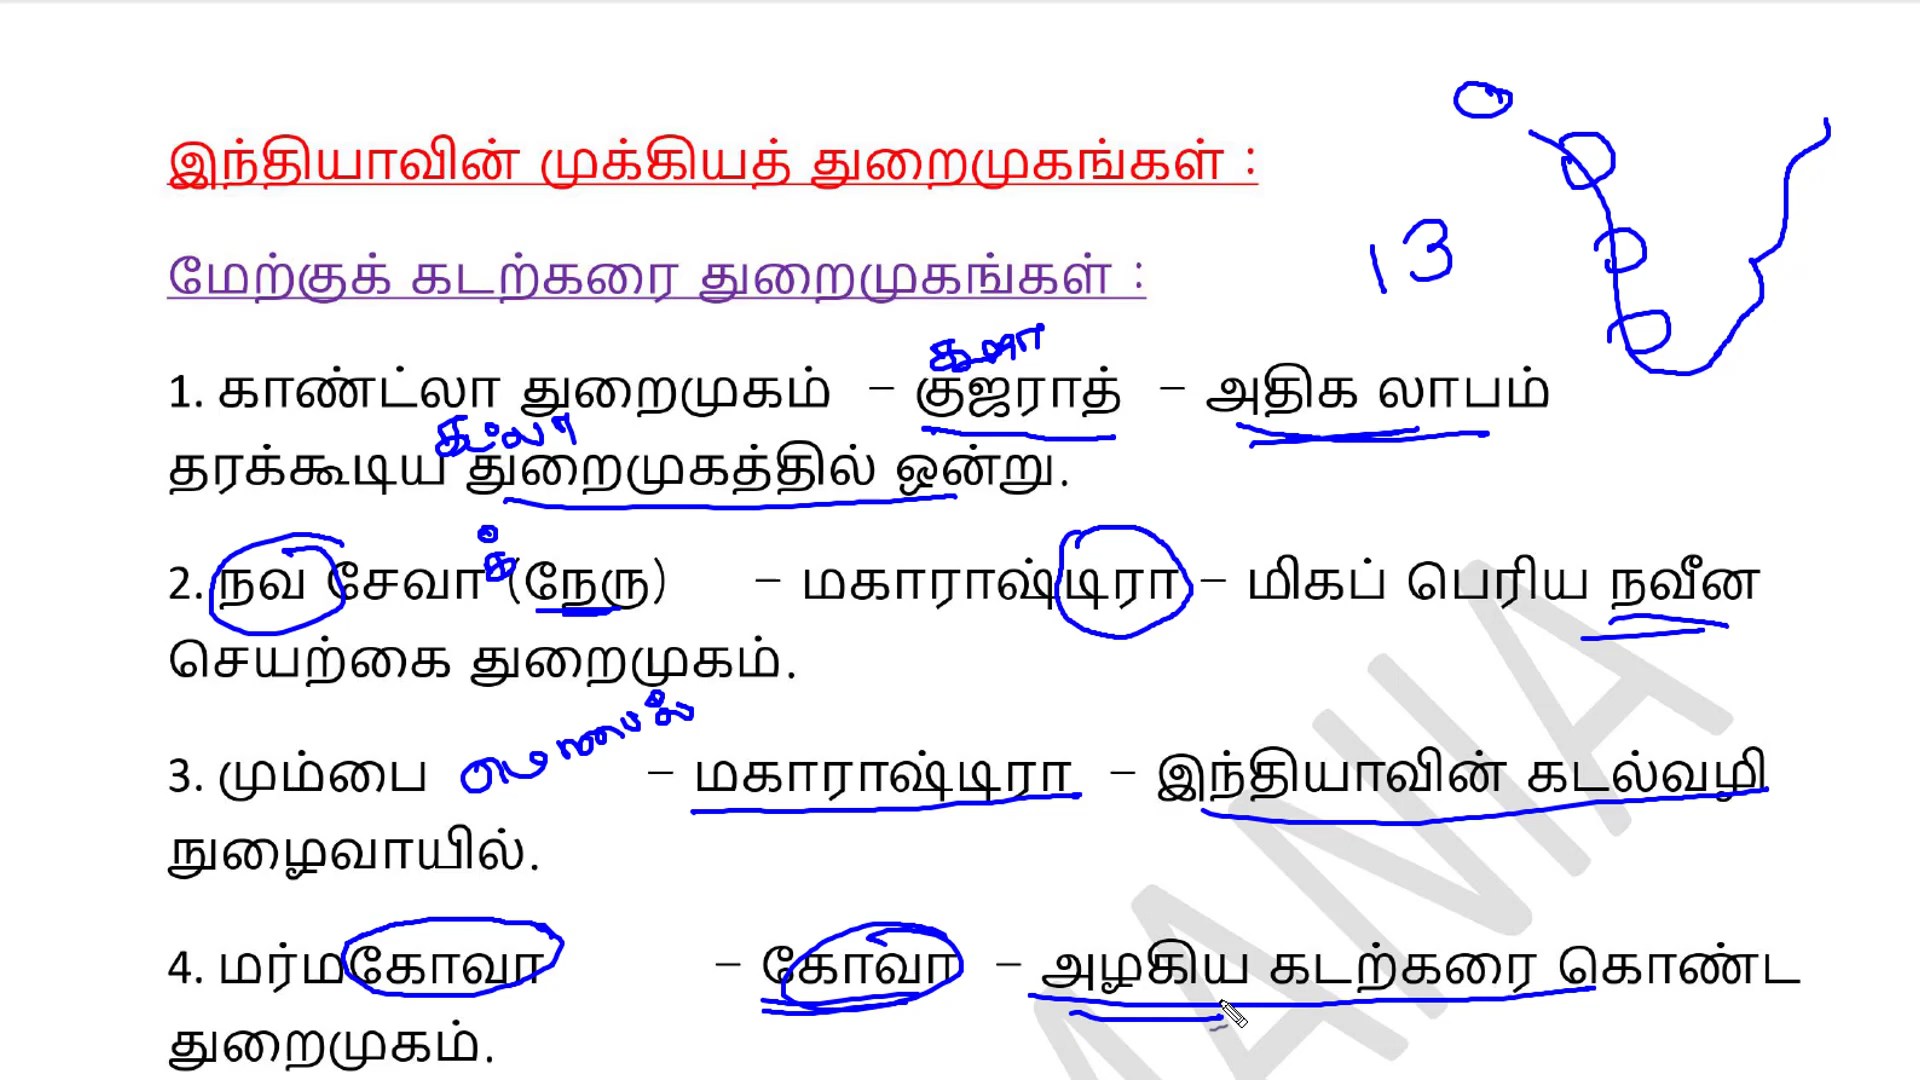 இந்தியாவின் முக்கியத் துறைமுகங்கள் :
மேற்குக் கடற்கரை துறைமுகங்கள் :
13
1. காண்ட்லா துறைமுகம் – குஜராத் – அதிக லாபம்
தரக்கூடிய துறைமுகத்தில் ஒன்று.
2. நவ சேவா (நேரு) – மகாராஷ்டிரா – மிகப் பெரிய நவீன
செயற்கை துறைமுகம்.
3. மும்பை – மகாராஷ்டிரா – இந்தியாவின் கடல்வழி
நுழைவாயில்.
4. மர்மகோவா – கோவா – அழகிய கடற்கரை கொண்ட
துறைமுகம்.
MANIA